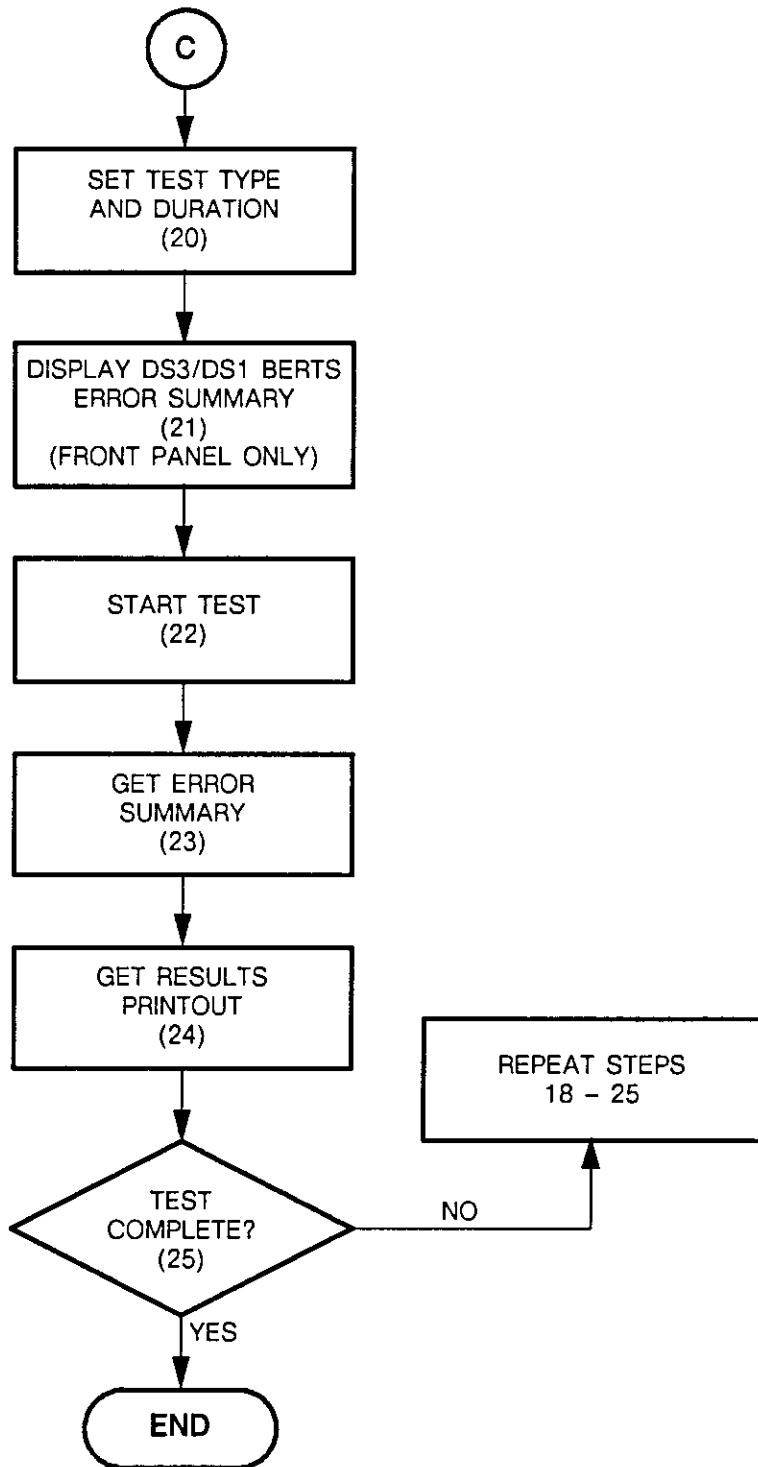 C
SET TEST TYPE
AND DURATION
(20)
DISPLAY DS3/DS1 BERTS
ERROR SUMMARY
(21)
(FRONT PANEL ONLY)
START TEST
(22)
GET ERROR
SUMMARY
(23)
GET RESULTS
PRINTOUT
(24)
REPEAT STEPS
18 – 25
TEST
COMPLETE?
(25)
NO
YES
END